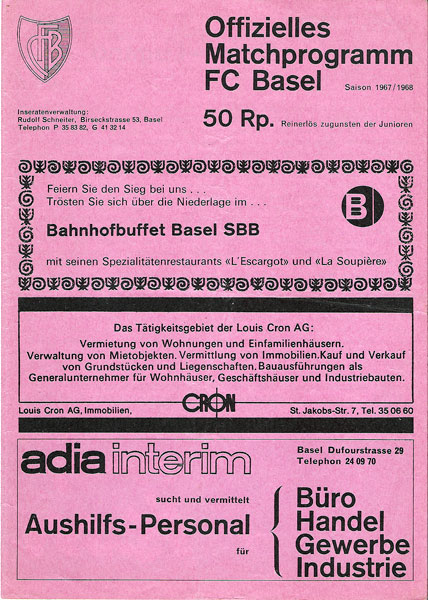 FCB
Offizielles
Matchprogramm
FC Basel
Saison 1967/1968
Inseratenverwaltung:
Rudolf Schneiter, Birseckstrasse 53, Basel
Telephon P 35 83 82, G 41 32 14
50 Rp. Reinerlös zugunsten der Junioren
Feiern Sie den Sieg bei uns . . .
Trösten Sie sich über die Niederlage im . . .
B
Bahnhofbuffet Basel SBB
mit seinen Spezialitätenrestaurants «L'Escargot» und «La Soupière»
Das Tätigkeitsgebiet der Louis Cron AG:
Vermietung von Wohnungen und Einfamilienhäusern.
Verwaltung von Mietobjekten. Vermittlung von Immobilien. Kauf und Verkauf
von Grundstücken und Liegenschaften. Bauausführungen als
Generalunternehmer für Wohnhäuser, Geschäftshäuser und Industriebauten.
Louis Cron AG, Immobilien, CRON St. Jakobs-Str. 7, Tel. 35 06 60
adia interim
Basel Dufourstrasse 29
Telephon 24 09 70
sucht und vermittelt
Aushilfs-Personal
für
Büro
Handel
Gewerbe
Industrie